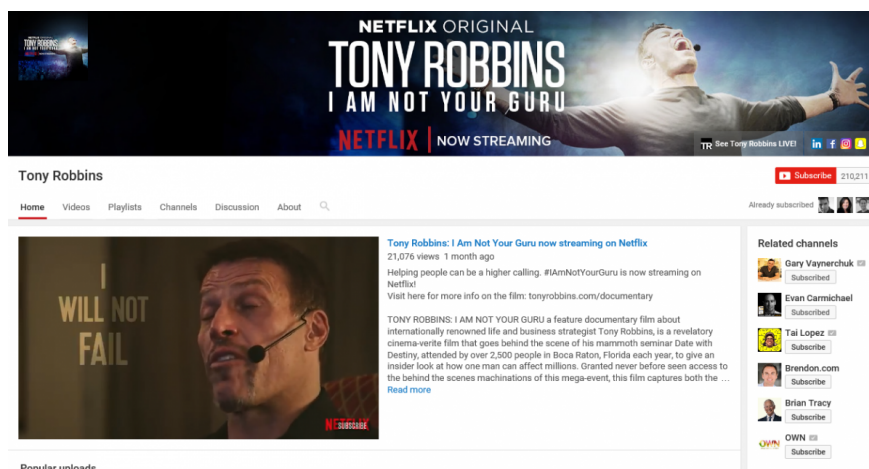 NETFLIX ORIGINAL
TONY ROBBINS
I AM NOT YOUR GURU
NETFLIX | NOW STREAMING
TONY ROBBINS
TR See Tony Robbins LIVE!
in f
Tony Robbins
Subscribe 210,211
Home Videos Playlists Channels Discussion About
Already subscribed
I
WILL NOT
FAIL
NETFLIX
SUBSCRIBE
Tony Robbins: I Am Not Your Guru now streaming on Netflix
21,076 views 1 month ago
Helping people can be a higher calling. #IAmNotYourGuru is now streaming on
Netflix!
Visit here for more info on the film: tonyrobbins.com/documentary
TONY ROBBINS: I AM NOT YOUR GURU a feature documentary film about
internationally renowned life and business strategist Tony Robbins, is a revelatory
cinema-verite film that goes behind the scene of his mammoth seminar Date with
Destiny, attended by over 2,500 people in Boca Raton, Florida each year, to give an
insider look at how one man can affect millions. Granted never before seen access to
the behind the scenes machinations of this mega-event, this film captures both the …
Read more
Related channels
Gary Vaynerchuk
Subscribed
Evan Carmichael
Subscribed
Tai Lopez
Subscribe
Brendon.com
Subscribe
Brian Tracy
Subscribe
OWN
OWN
Subscribe
Popular uploads